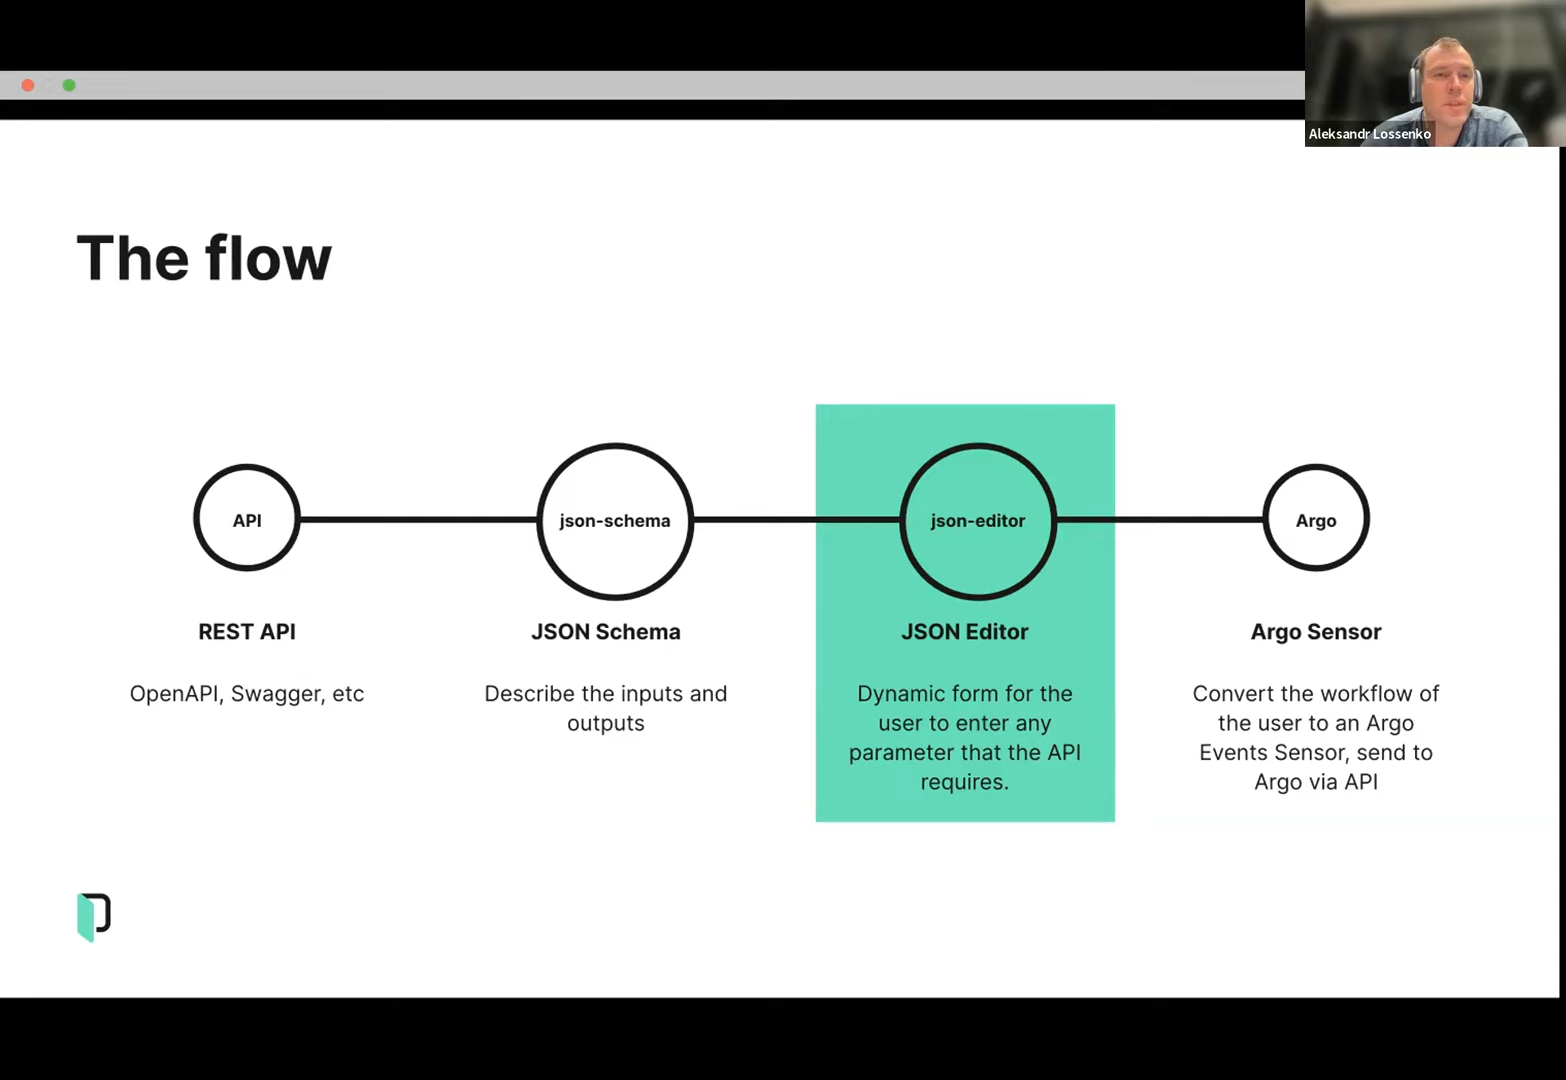 Aleksandr Lossenko
The flow
API
json-schema
json-editor
Argo
REST API
OpenAPI, Swagger, etc
JSON Schema
Describe the inputs and
outputs
JSON Editor
Dynamic form for the
user to enter any
parameter that the API
requires.
Argo Sensor
Convert the workflow of
the user to an Argo
Events Sensor, send to
Argo via API